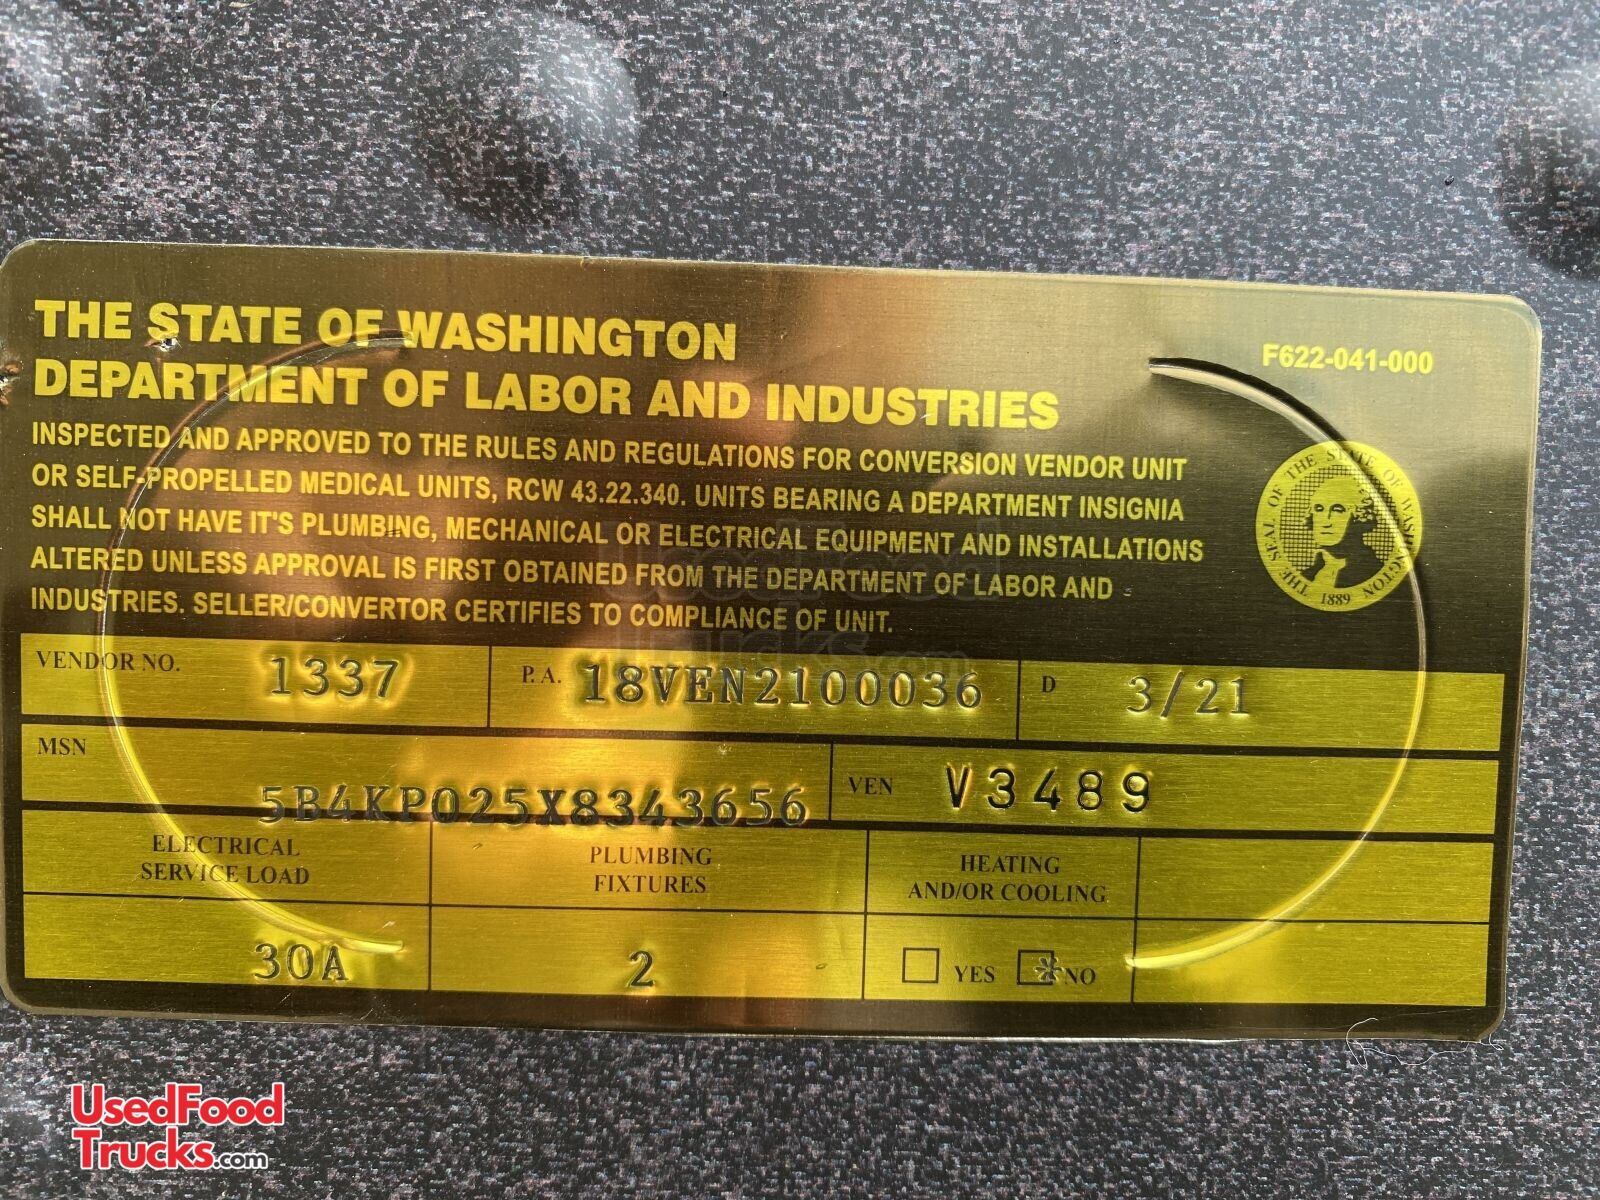 THE STATE OF WASHINGTON
DEPARTMENT OF LABOR AND INDUSTRIES
F622-041-000
INSPECTED AND APPROVED TO THE RULES AND REGULATIONS FOR CONVERSION VENDOR UNIT
OR SELF-PROPELLED MEDICAL UNITS, RCW 43.22.340. UNITS BEARING A DEPARTMENT INSIGNIA
SHALL NOT HAVE IT'S PLUMBING, MECHANICAL OR ELECTRICAL EQUIPMENT AND INSTALLATIONS
ALTERED UNLESS APPROVAL IS FIRST OBTAINED FROM THE DEPARTMENT OF LABOR AND
INDUSTRIES. SELLER/CONVERTOR CERTIFIES TO COMPLIANCE OF UNIT.
THE SEAL OF THE STATE OF WASHINGTON
1889
VENDOR NO. 1337 P.A. 18VEN2100036 D 3/21
MSN 5B4KP025X8343656 VEN V3489
ELECTRICAL
SERVICE LOAD
PLUMBING
FIXTURES
HEATING
AND/OR COOLING
30A 2 YES * NO
UsedFood
Trucks.com
UsedFood
Trucks.com